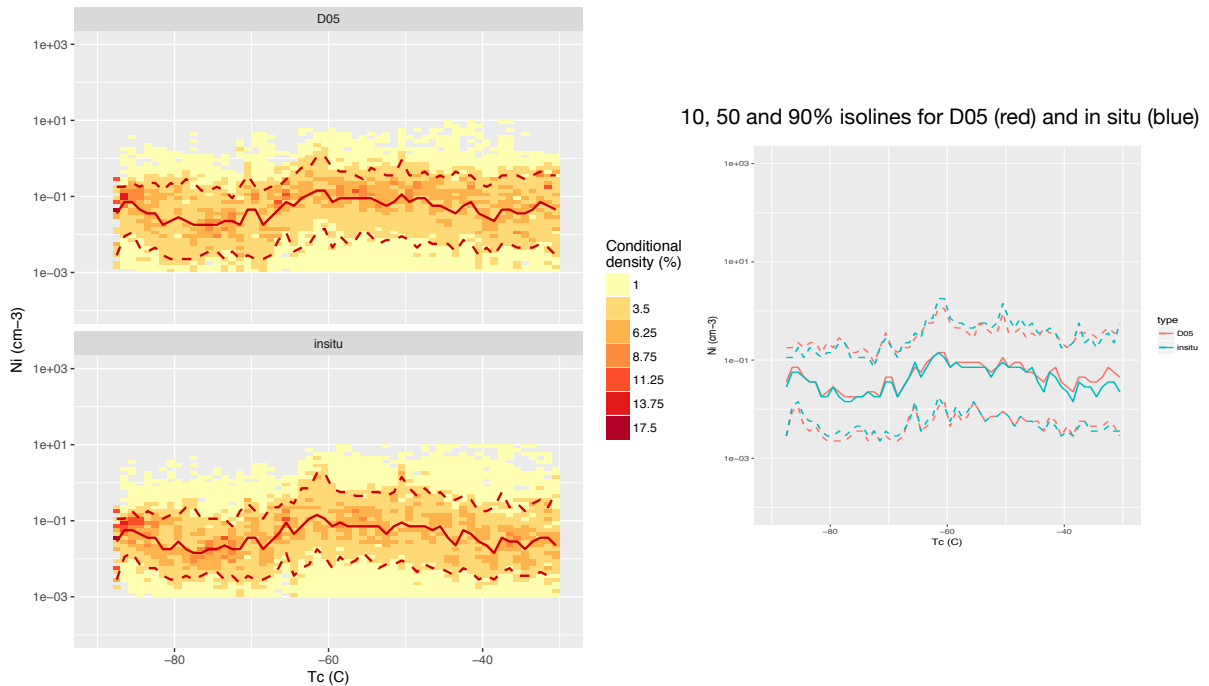 D05
1e+03
1e+01
1e−01
1e−03
insitu
1e+03
1e+01
1e−01
1e−03
Ni (cm−3)
−80
−60
−40
Tc (C)
Conditional
density (%)
1
3.5
6.25
8.75
11.25
13.75
17.5
10, 50 and 90% isolines for D05 (red) and in situ (blue)
1e+03
1e+01
1e−01
1e−03
Ni (cm−3)
−80
−60
−40
Tc (C)
type
D05
insitu